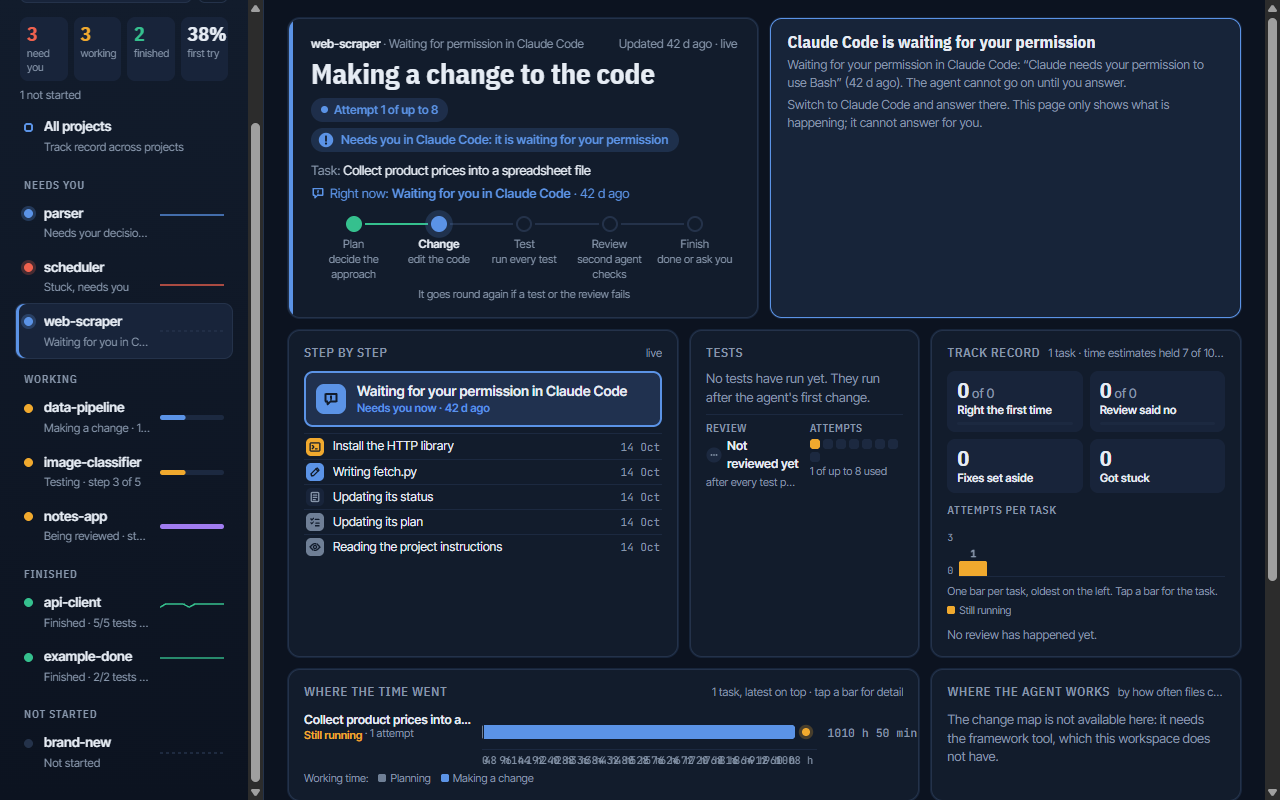 3
need
you
3
working
2
finished
38%
first try
1 not started
All projects
Track record across projects
NEEDS YOU
parser
Needs your decisio...
scheduler
Stuck, needs you
web-scraper
Waiting for you in C...
WORKING
data-pipeline
Making a change · 1...
image-classifier
Testing · step 3 of 5
notes-app
Being reviewed · st...
FINISHED
api-client
Finished · 5/5 tests ...
example-done
Finished · 2/2 tests ...
NOT STARTED
brand-new
Not started
web-scraper · Waiting for permission in Claude Code
Updated 42 d ago · live
Making a change to the code
Attempt 1 of up to 8
Needs you in Claude Code: it is waiting for your permission
Task: Collect product prices into a spreadsheet file
Right now: Waiting for you in Claude Code · 42 d ago
Plan
decide the
approach
Change
edit the code
Test
run every test
Review
second agent
checks
Finish
done or ask you
It goes round again if a test or the review fails
Claude Code is waiting for your permission
Waiting for your permission in Claude Code: “Claude needs your permission to
use Bash” (42 d ago). The agent cannot go on until you answer.
Switch to Claude Code and answer there. This page only shows what is
happening; it cannot answer for you.
STEP BY STEP
live
Waiting for your permission in Claude Code
Needs you now · 42 d ago
Install the HTTP library 14 Oct
Writing fetch.py 14 Oct
Updating its status 14 Oct
Updating its plan 14 Oct
Reading the project instructions 14 Oct
TESTS
No tests have run yet. They run
after the agent's first change.
REVIEW
Not
reviewed yet
after every test p...
ATTEMPTS
1 of up to 8 used
TRACK RECORD 1 task · time estimates held 7 of 10...
0 of 0
Right the first time
0 of 0
Review said no
0
Fixes set aside
0
Got stuck
ATTEMPTS PER TASK
3
1
0
One bar per task, oldest on the left. Tap a bar for the task.
Still running
No review has happened yet.
WHERE THE TIME WENT
1 task, latest on top · tap a bar for detail
Collect product prices into a...
Still running · 1 attempt
1010 h 50 min
Working time: Planning Making a change
WHERE THE AGENT WORKS by how often files c...
The change map is not available here: it needs
the framework tool, which this workspace does
not have.